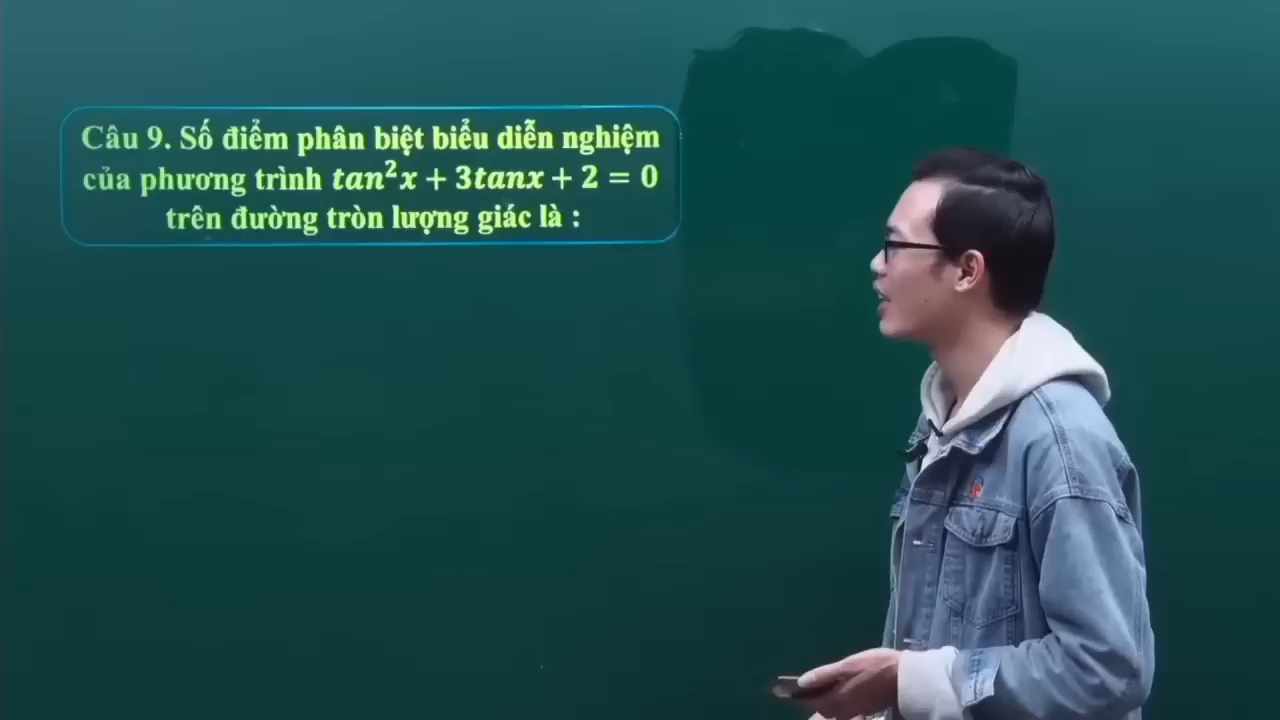 Câu 9. Số điểm phân biệt biểu diễn nghiệm
của phương trình tan²x + 3tanx + 2 = 0
trên đường tròn lượng giác là :